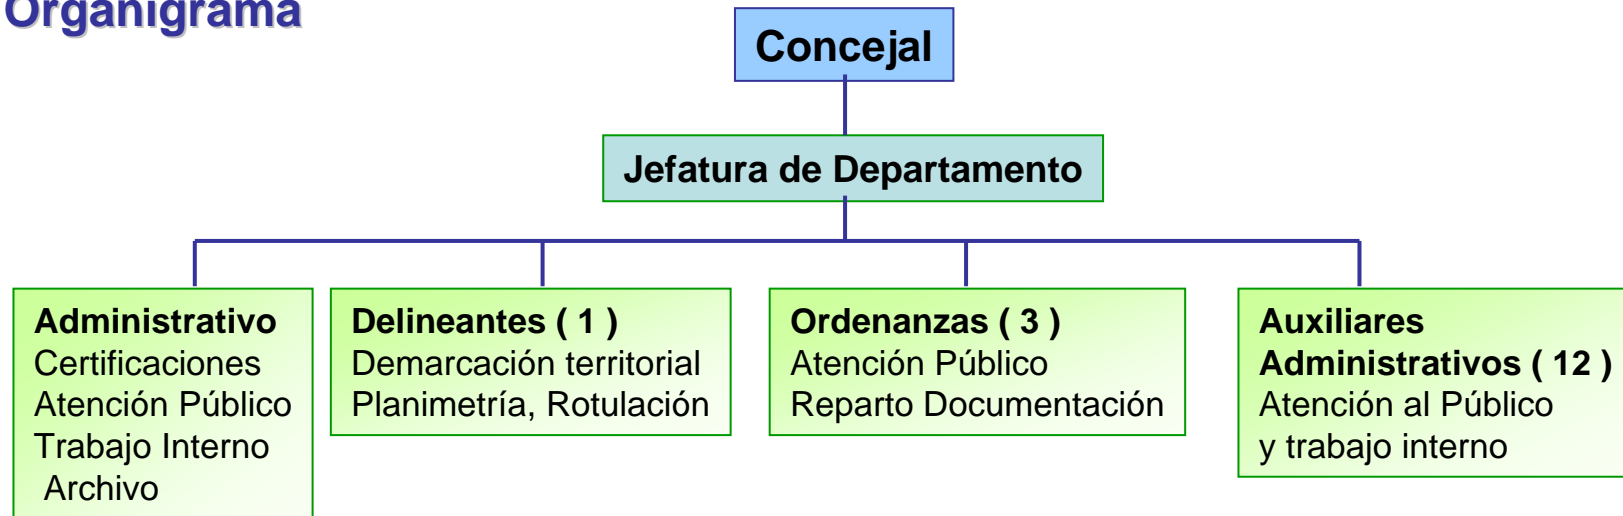 Organigrama
Concejal
Jefatura de Departamento
Administrativo
Certificaciones
Atención Público
Trabajo Interno
Archivo
Delineantes ( 1 )
Demarcación territorial
Planimetría, Rotulación
Ordenanzas ( 3 )
Atención Público
Reparto Documentación
Auxiliares
Administrativos ( 12 )
Atención al Público
y trabajo interno